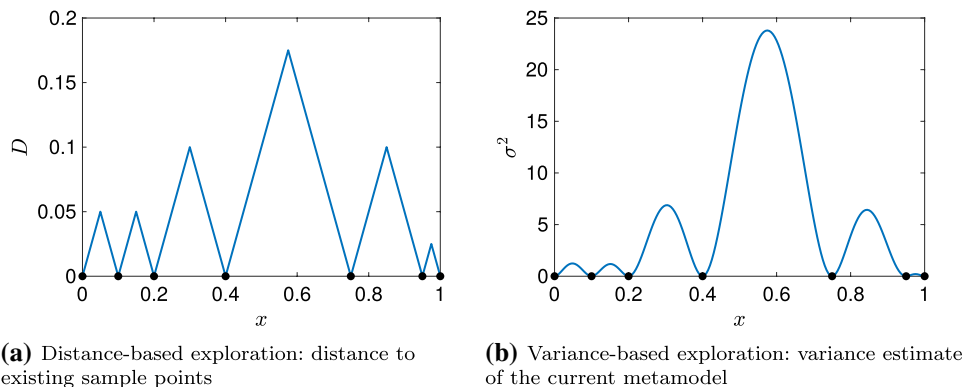 0.2
0.15
0.1
0.05
0
D
0 0.2 0.4 0.6 0.8 1
x
25
20
15
10
5
0
σ²
0 0.2 0.4 0.6 0.8 1
x
(a) Distance-based exploration: distance to
existing sample points
(b) Variance-based exploration: variance estimate
of the current metamodel